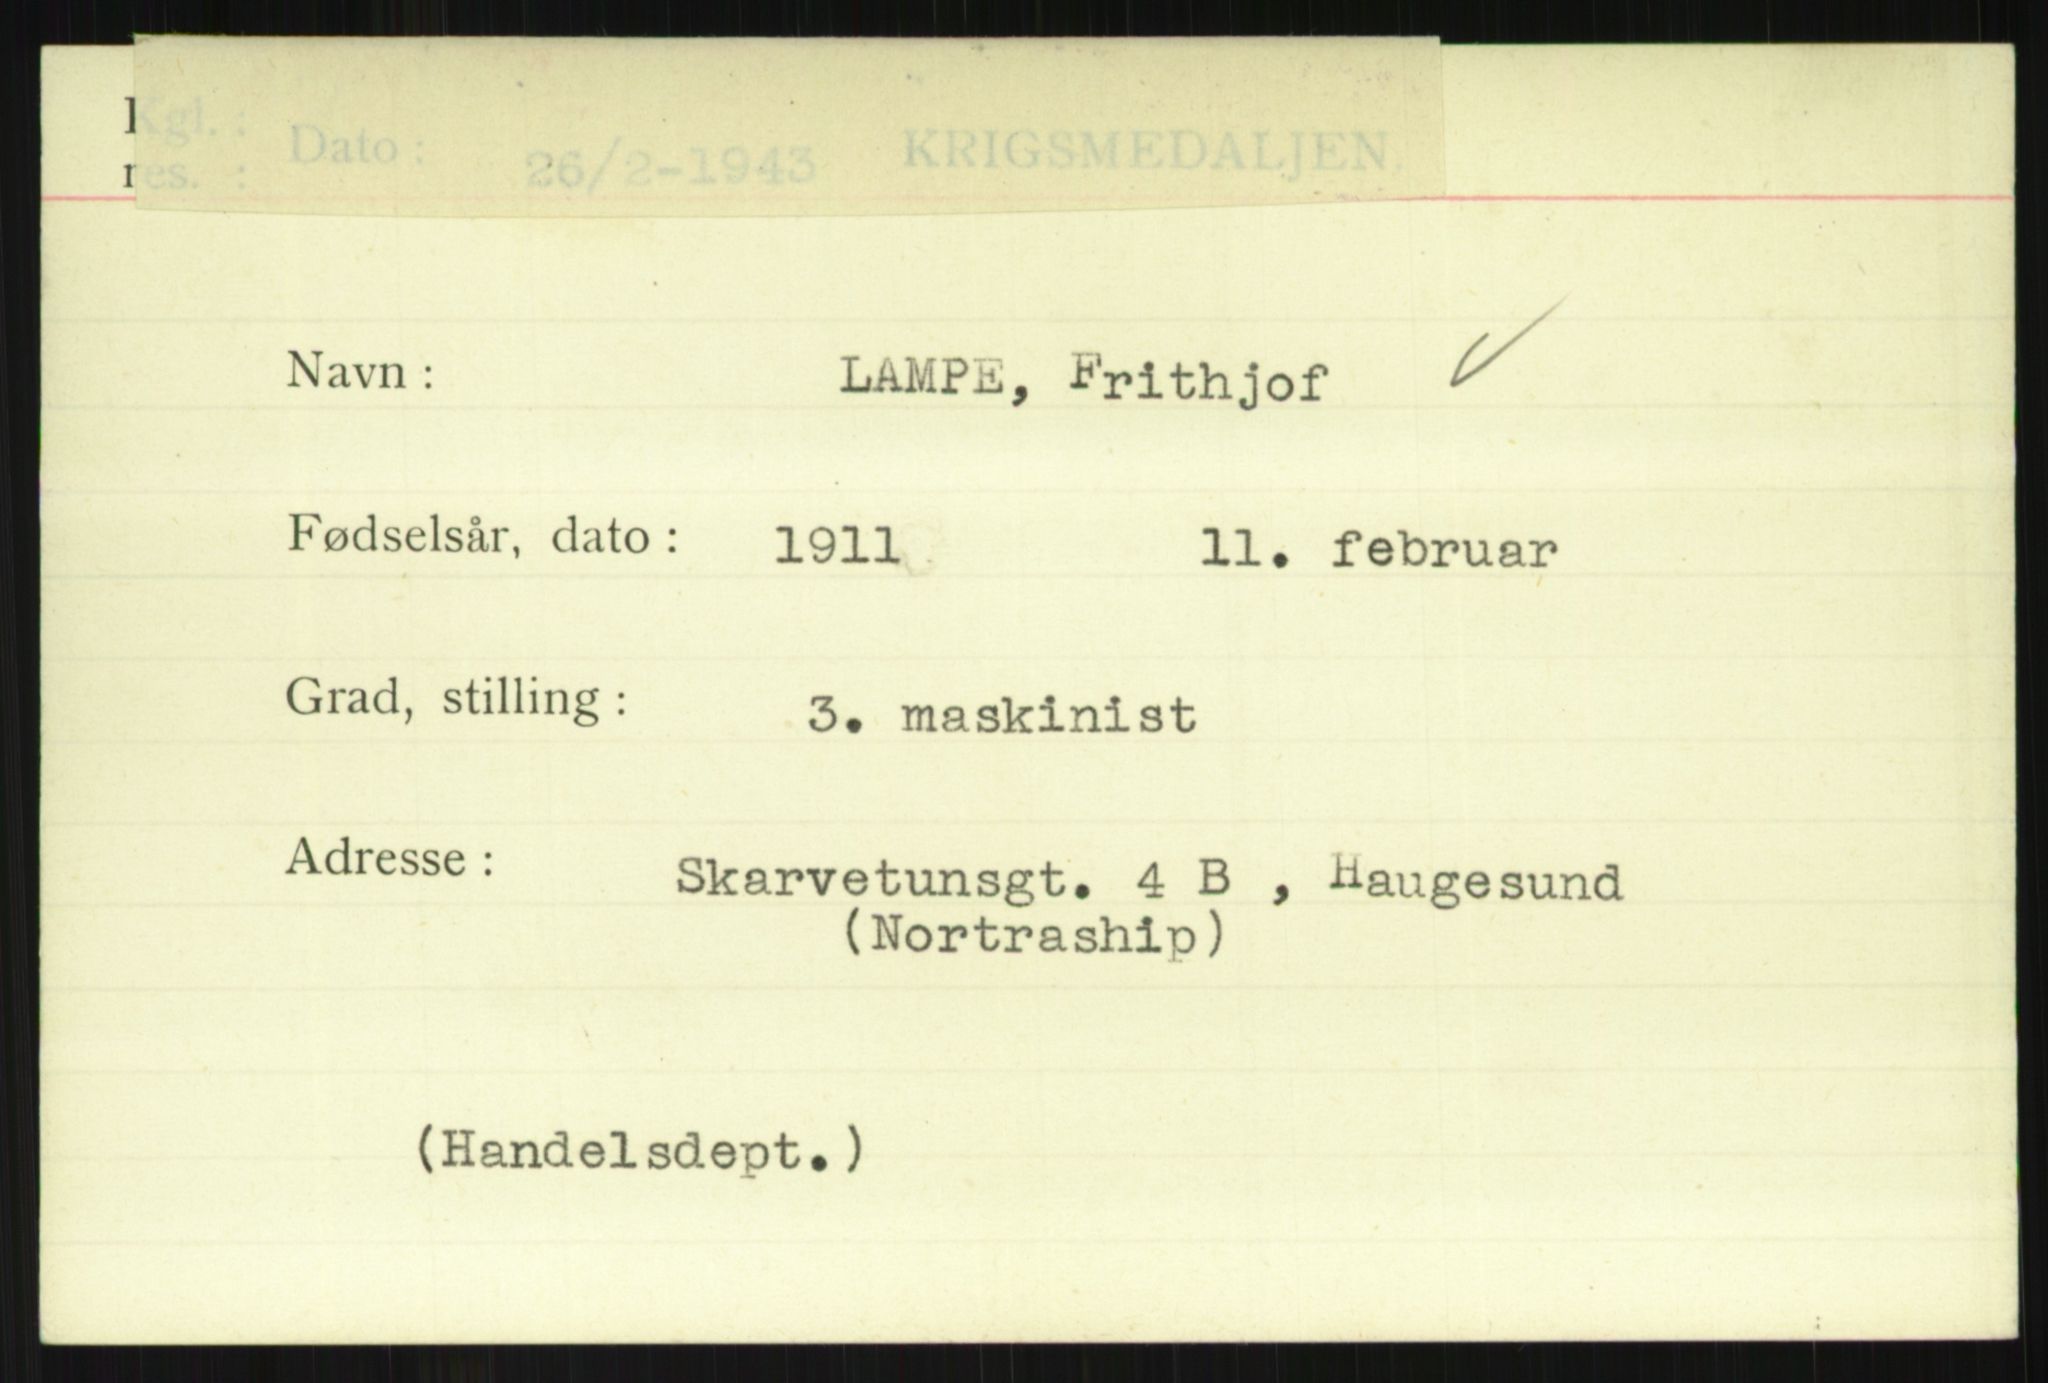 Kgl. res. : Dato : 26/2-1943 KRIGSMEDALJEN.
Navn : LAMPE, Frithjof
Fødselsår, dato : 1911 11. februar
Grad, stilling : 3. maskinist
Adresse : Skarvetunsgt. 4 B , Haugesund
(Nortraship)
(Handelsdept.)